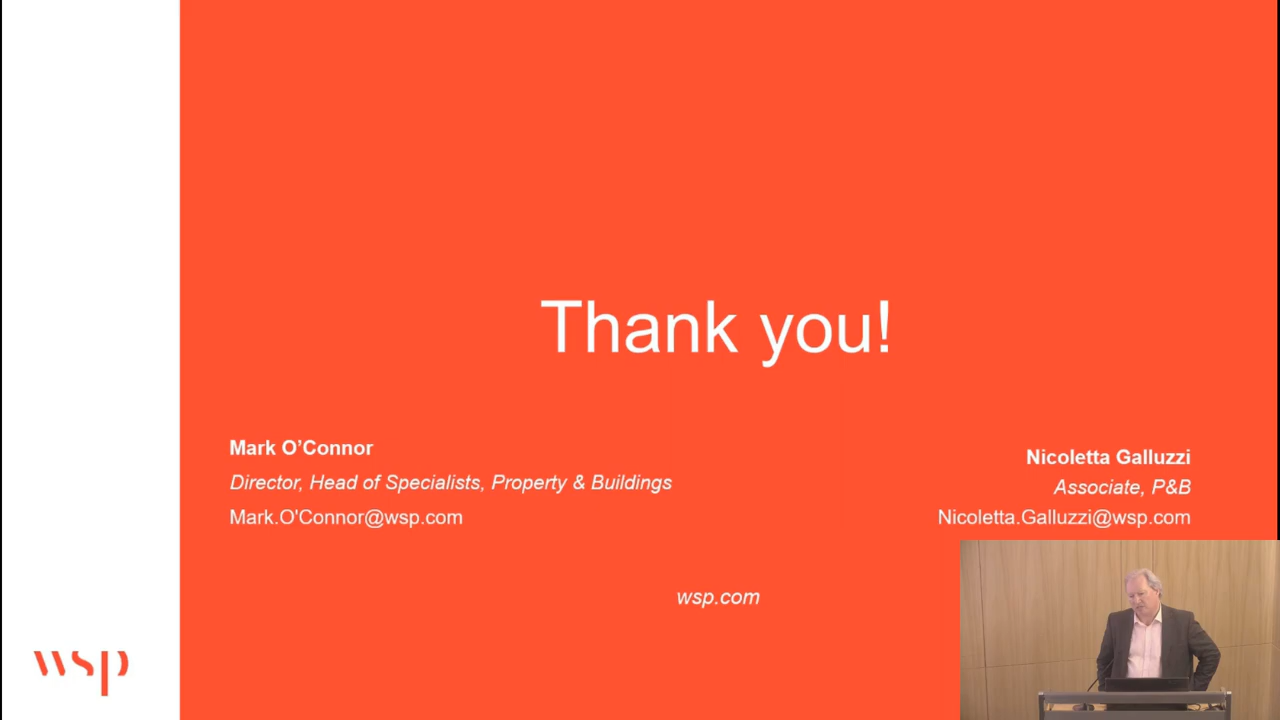 Thank you!
Mark O’Connor
Director, Head of Specialists, Property & Buildings
Mark.O'Connor@wsp.com
Nicoletta Galluzzi
Associate, P&B
Nicoletta.Galluzzi@wsp.com
wsp.com
wsp